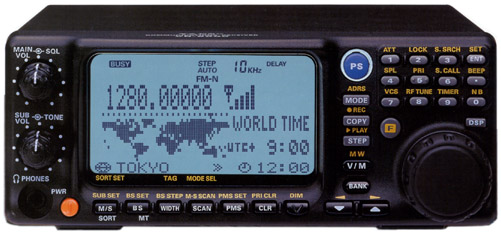 MAIN VOL SQL
BUSY STEP AUTO 10 KHz DELAY
FM-N
1280.00000
WORLD TIME
UTC+ 9:00
TOKYO » 12:00
SUB VOL TONE
PHONES
PWR
SORT SET TAG MODE SEL
SUB SET BS SET BS STEP M-S SCAN PMS SET PRI CLR DIM
M/S BS WIDTH SCAN PMS CLR
SORT MT
PS
ADRS
MODE
REC
COPY
PLAY
STEP
M W
V/M
BANK
ATT LOCK S. SRCH SET
1 2 3 ENT
SPL PRI S. CALL BEEP
4 5 6 0
VCS RF TUNE TIMER N B
7 8 9
F
DSP